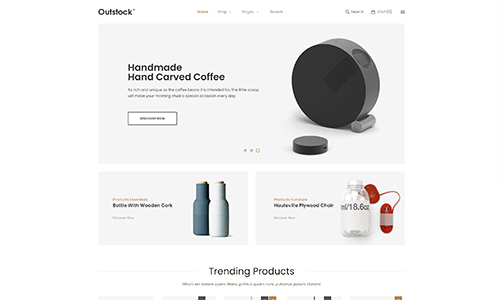 Outstock™
Home Shop Pages Brands
Search Cart
Handmade
Hand Carved Coffee
As rich and unique as the coffee beans it is intended for, this little scoop
will make your morning ritual a special occasion every day.
DISCOVER NOW
Products Essentials
Bottle With Wooden Cork
Discover Now
Products Furniture
Hauteville Plywood Chair
Discover Now
ml/18.6oz
Trending Products